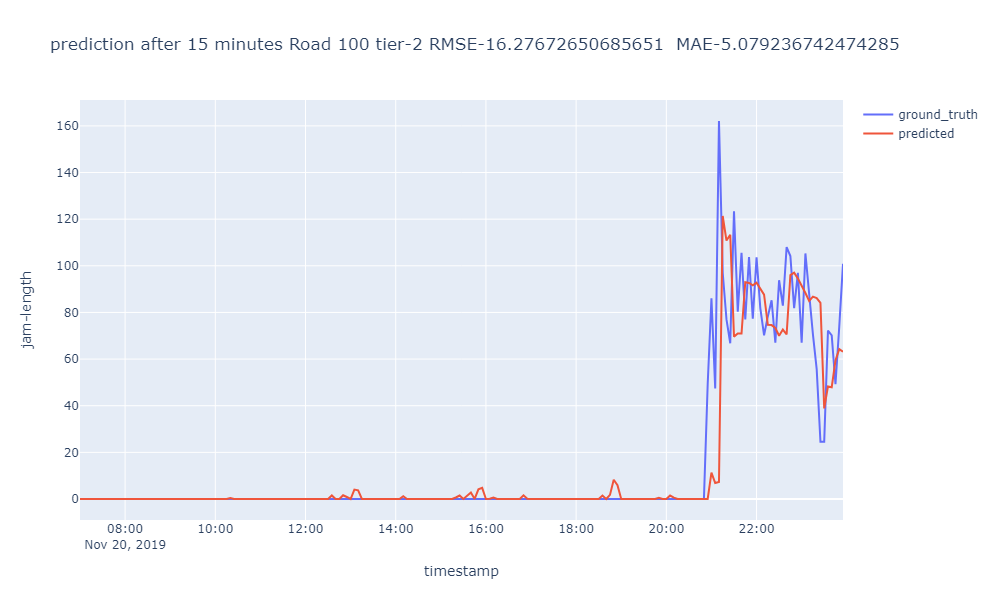 prediction after 15 minutes Road 100 tier-2 RMSE-16.27672650685651  MAE-5.079236742474285
ground_truth
predicted
160
140
120
100
80
60
40
20
0
jam-length
08:00 10:00 12:00 14:00 16:00 18:00 20:00 22:00
Nov 20, 2019
timestamp